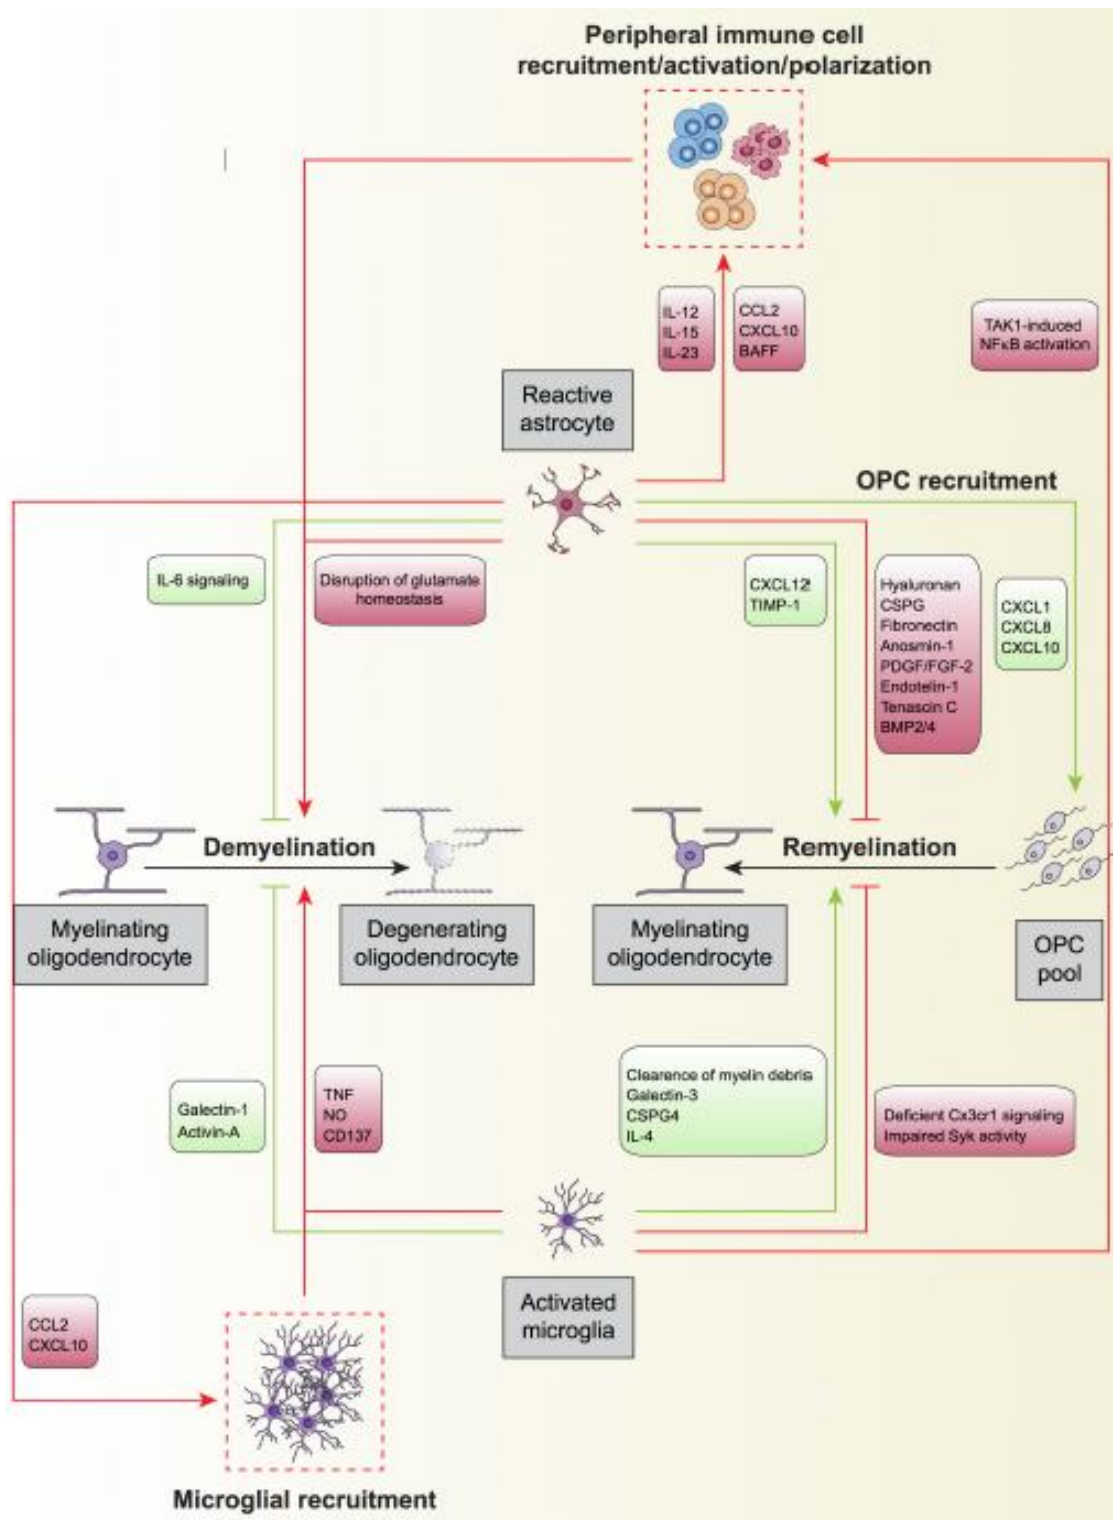 Peripheral immune cell
recruitment/activation/polarization
IL-12
IL-15
IL-23
CCL2
CXCL10
BAFF
TAK1-induced
NFκB activation
Reactive
astrocyte
OPC recruitment
IL-6 signaling
Disruption of glutamate
homeostasis
CXCL12
TIMP-1
Hyaluronan
CSPG
Fibronectin
Anosmin-1
PDGF/FGF-2
Endotelin-1
Tenascin C
BMP2/4
CXCL1
CXCL8
CXCL10
Demyelination
Remyelination
Myelinating
oligodendrocyte
Degenerating
oligodendrocyte
Myelinating
oligodendrocyte
OPC
pool
Galectin-1
Activin-A
TNF
NO
CD137
Clearence of myelin debris
Galectin-3
CSPG4
IL-4
Deficient Cx3cr1 signaling
Impaired Syk activity
Activated
microglia
CCL2
CXCL10
Microglial recruitment